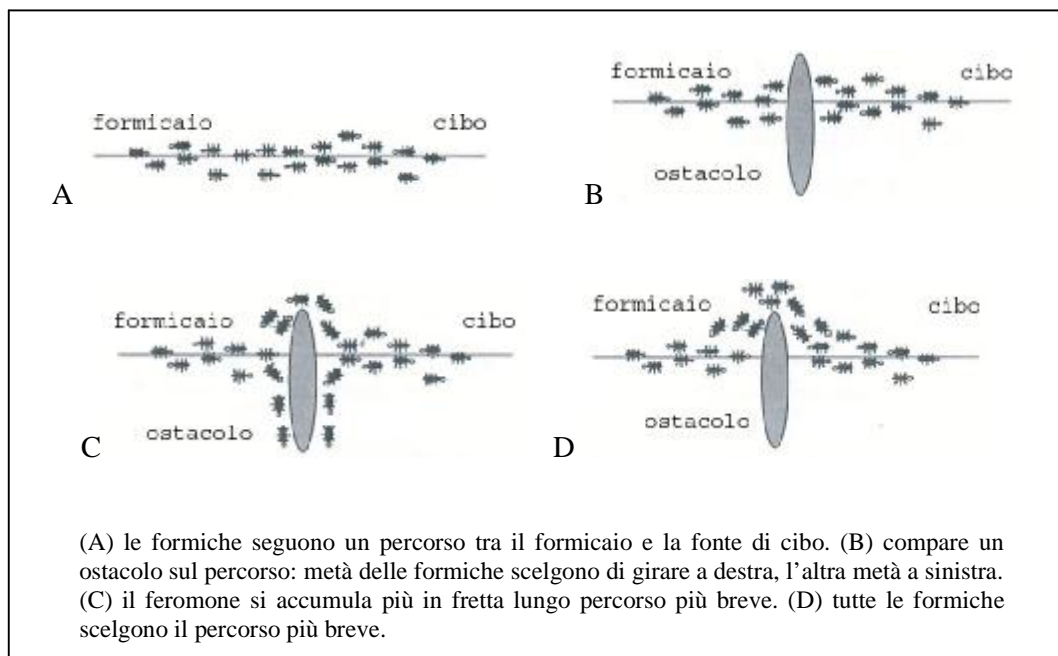 formicaio cibo
A
formicaio cibo
ostacolo
B
formicaio cibo
ostacolo
C
formicaio cibo
ostacolo
D
(A) le formiche seguono un percorso tra il formicaio e la fonte di cibo. (B) compare un
ostacolo sul percorso: metà delle formiche scelgono di girare a destra, l’altra metà a sinistra.
(C) il feromone si accumula più in fretta lungo percorso più breve. (D) tutte le formiche
scelgono il percorso più breve.